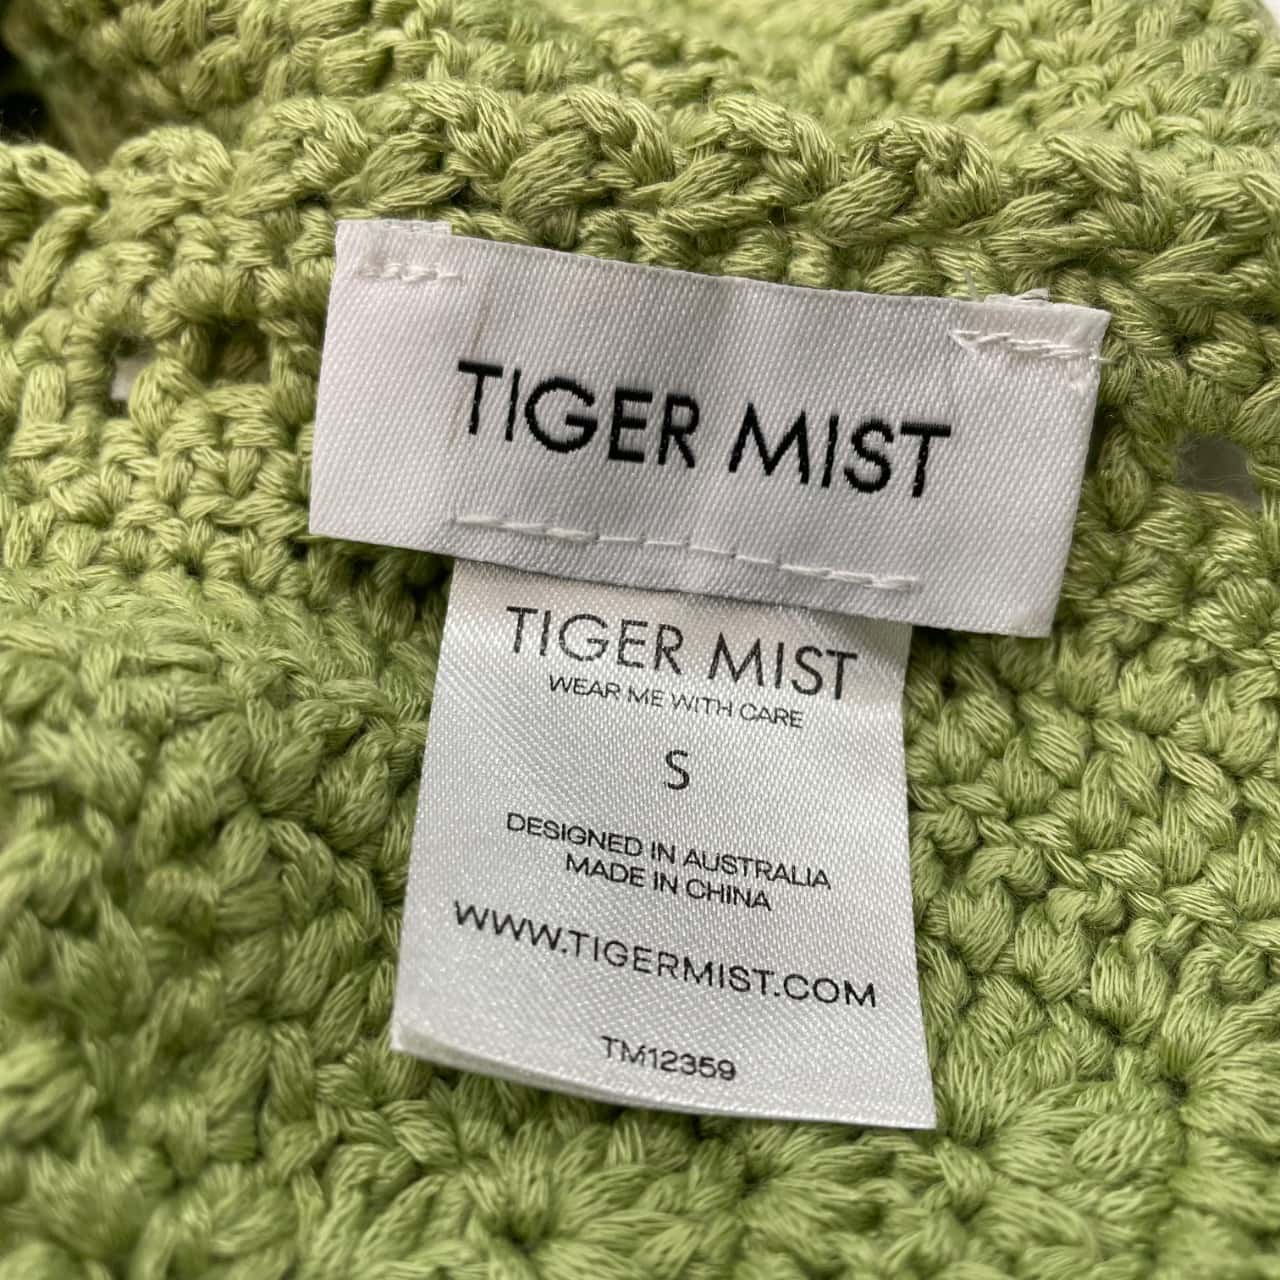 TIGER MIST
TIGER MIST
WEAR ME WITH CARE
S
DESIGNED IN AUSTRALIA
MADE IN CHINA
WWW.TIGERMIST.COM
TM12359